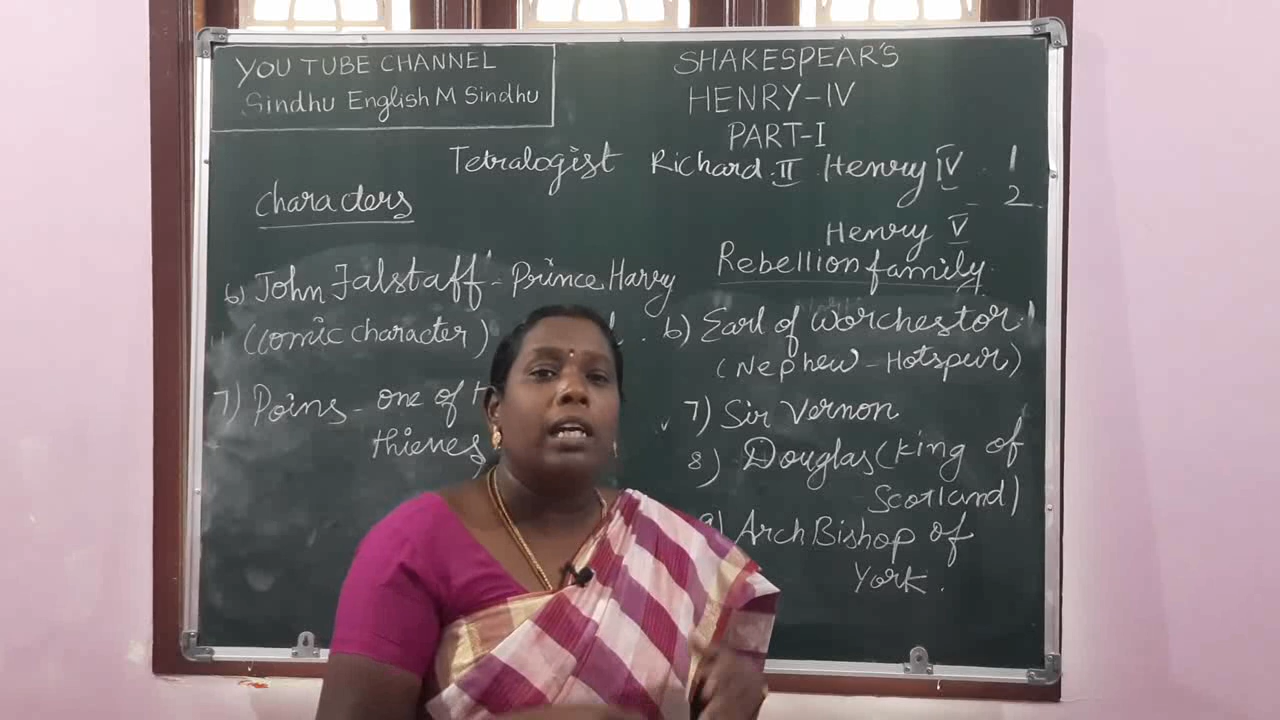 YOU TUBE CHANNEL
Sindhu English M Sindhu
SHAKESPEAR'S
HENRY-IV
PART-I
Tetralogist Richard.II Henry IV . 1
2
Henry V
characters
6) John Falstaff - Prince Harry
(comic character)
7) Poins - one of
thieves
Rebellion family.
6) Earl of Worchestor
(Nephew - Hotspur)
7) Sir Vernon
8) Douglas (king of
Scotland)
9) Arch Bishop of
York.